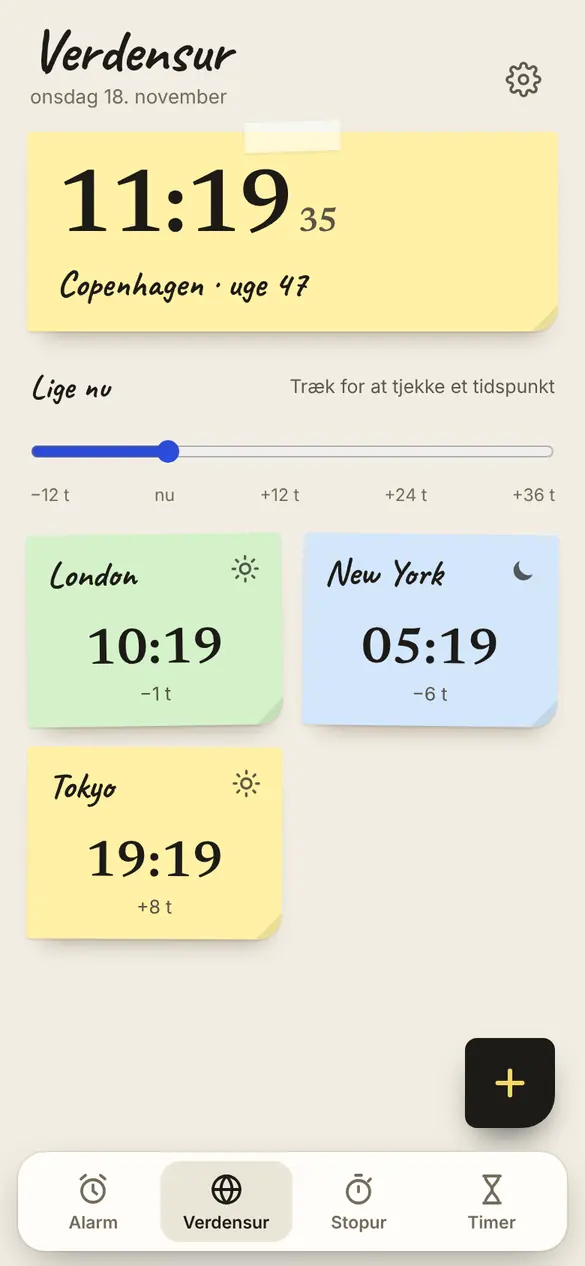 Verdensur
onsdag 18. november
11:19 35
Copenhagen · uge 47
Lige nu
Træk for at tjekke et tidspunkt
−12 t
nu
+12 t
+24 t
+36 t
London
10:19
−1 t
New York
05:19
−6 t
Tokyo
19:19
+8 t
Alarm
Verdensur
Stopur
Timer